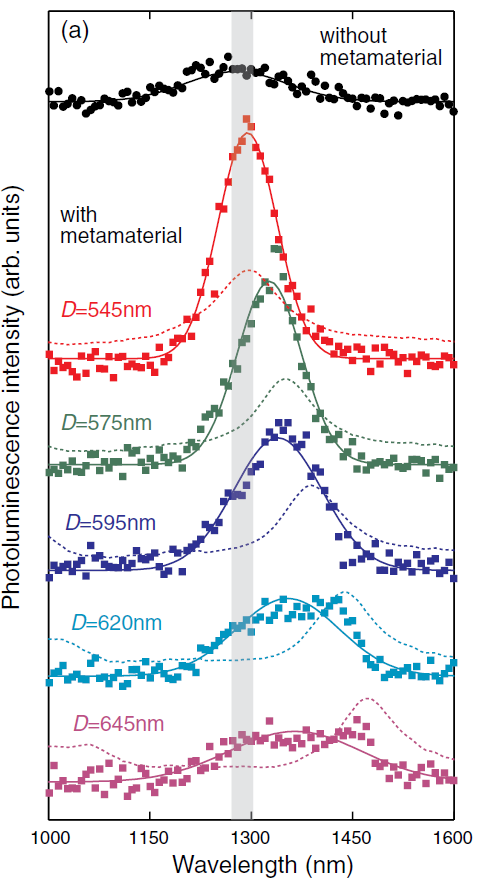 (a)
without
metamaterial
with
metamaterial
D=545nm
D=575nm
D=595nm
D=620nm
D=645nm
Photoluminescence intensity (arb. units)
1000 1150 1300 1450 1600
Wavelength (nm)